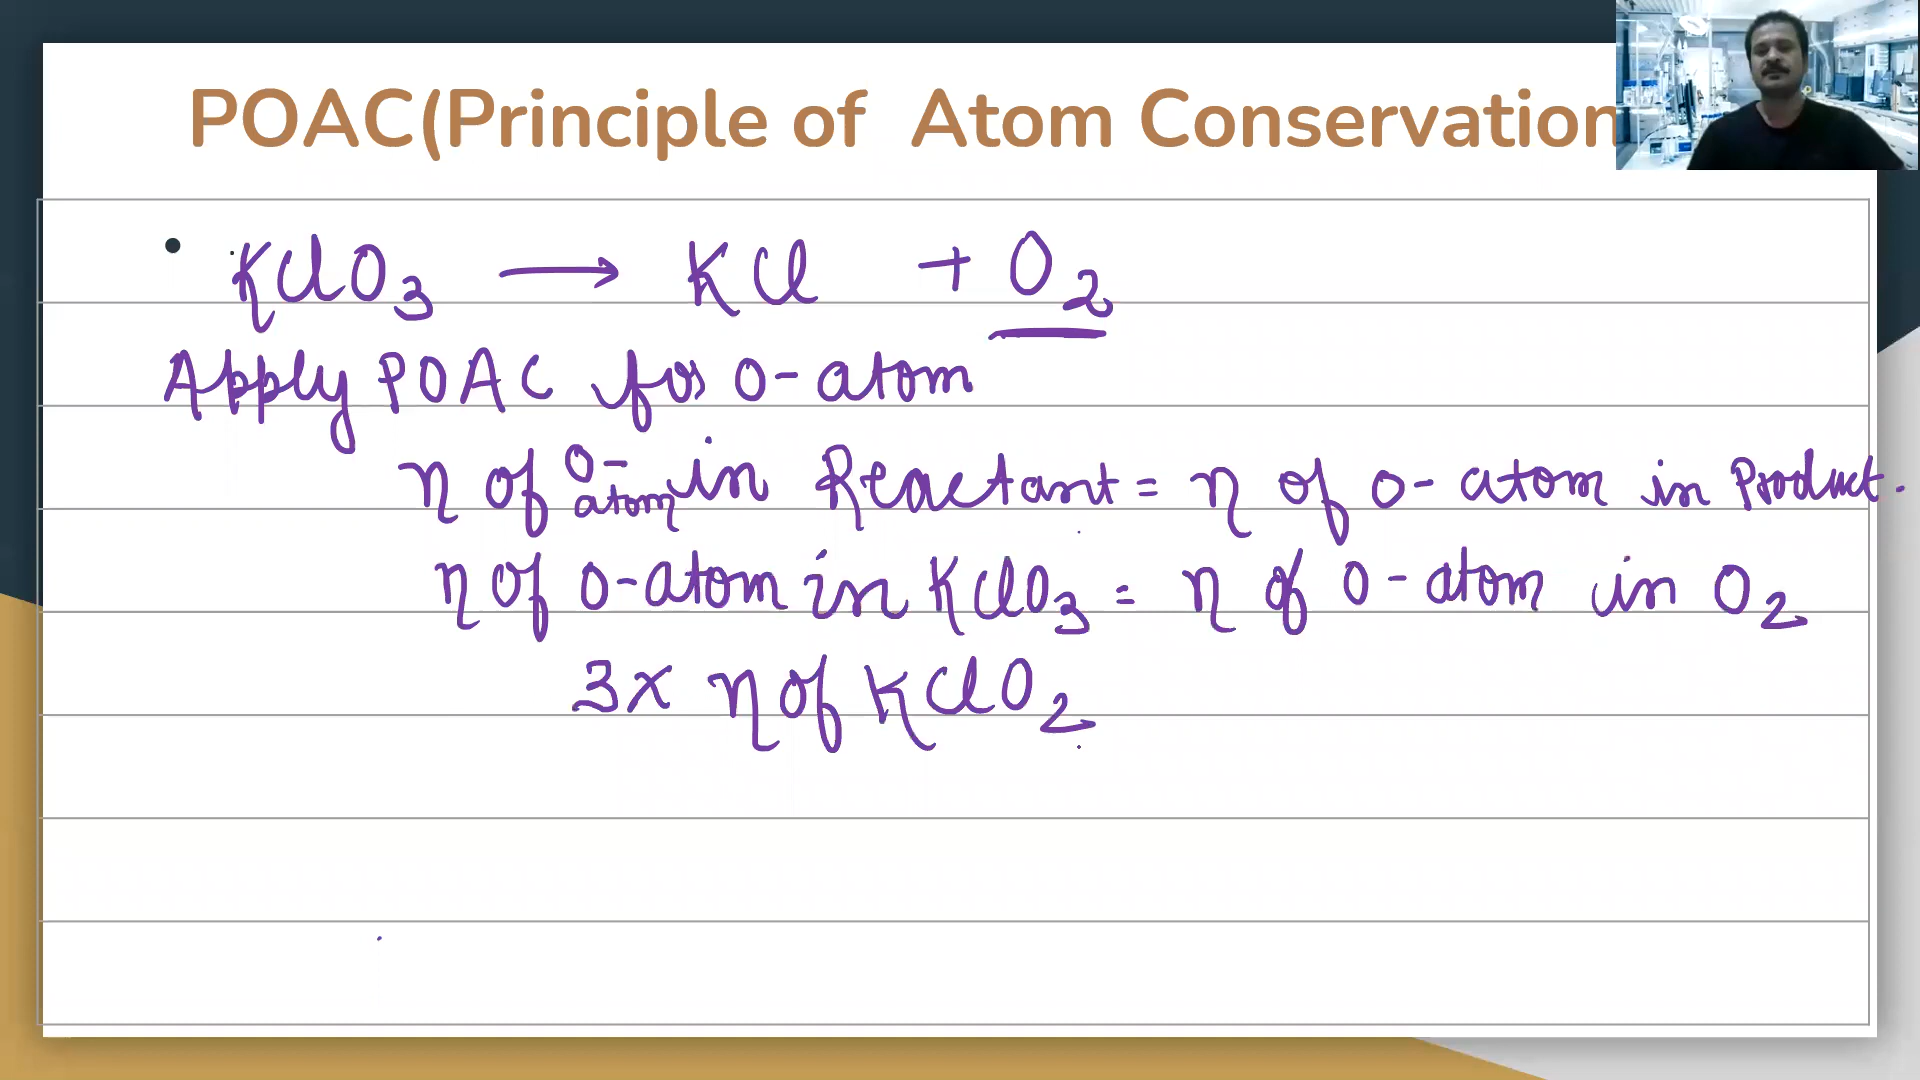 POAC(Principle of Atom Conservation
• KClO3 ⟶ KCl + O2
Apply POAC for O-atom
n of O-atom in Reactant = n of O-atom in Product.
n of O-atom in KClO3 = n of O-atom in O2
3x n of KClO2